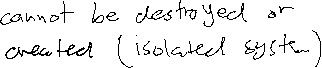 cannot be destroyed or
created (isolated system)